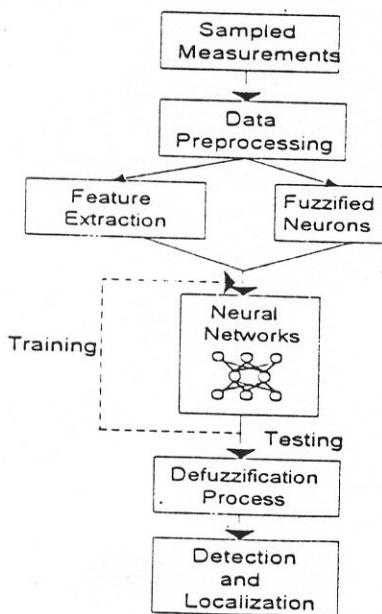 Sampled
Measurements
Data
Preprocessing
Feature
Extraction
Fuzzified
Neurons
Neural
Networks
Training
Testing
Defuzzification
Process
Detection
and
Localization